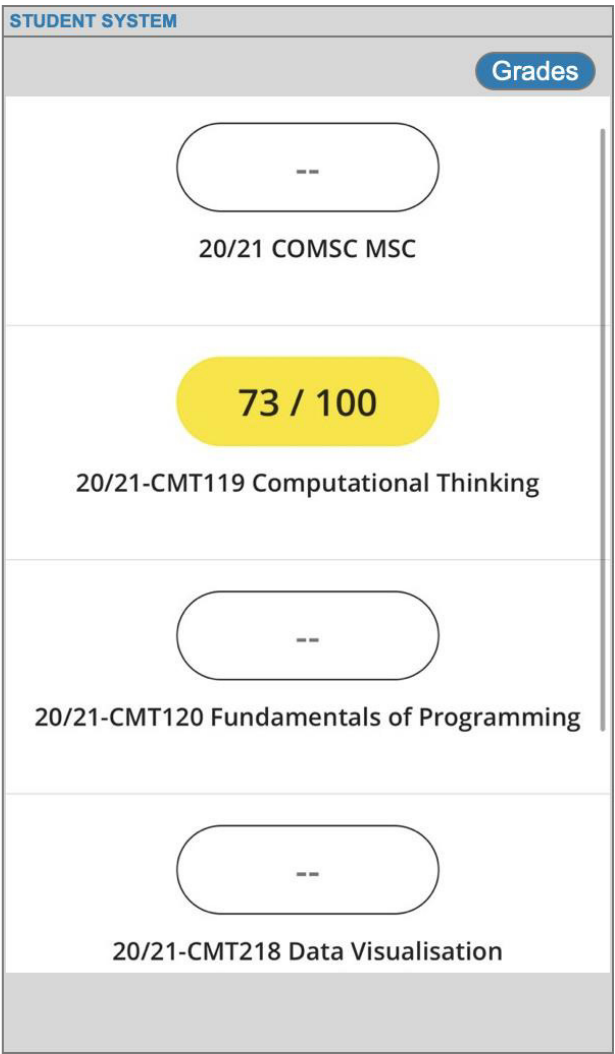 STUDENT SYSTEM
Grades
--
20/21 COMSC MSC
73 / 100
20/21-CMT119 Computational Thinking
--
20/21-CMT120 Fundamentals of Programming
--
20/21-CMT218 Data Visualisation